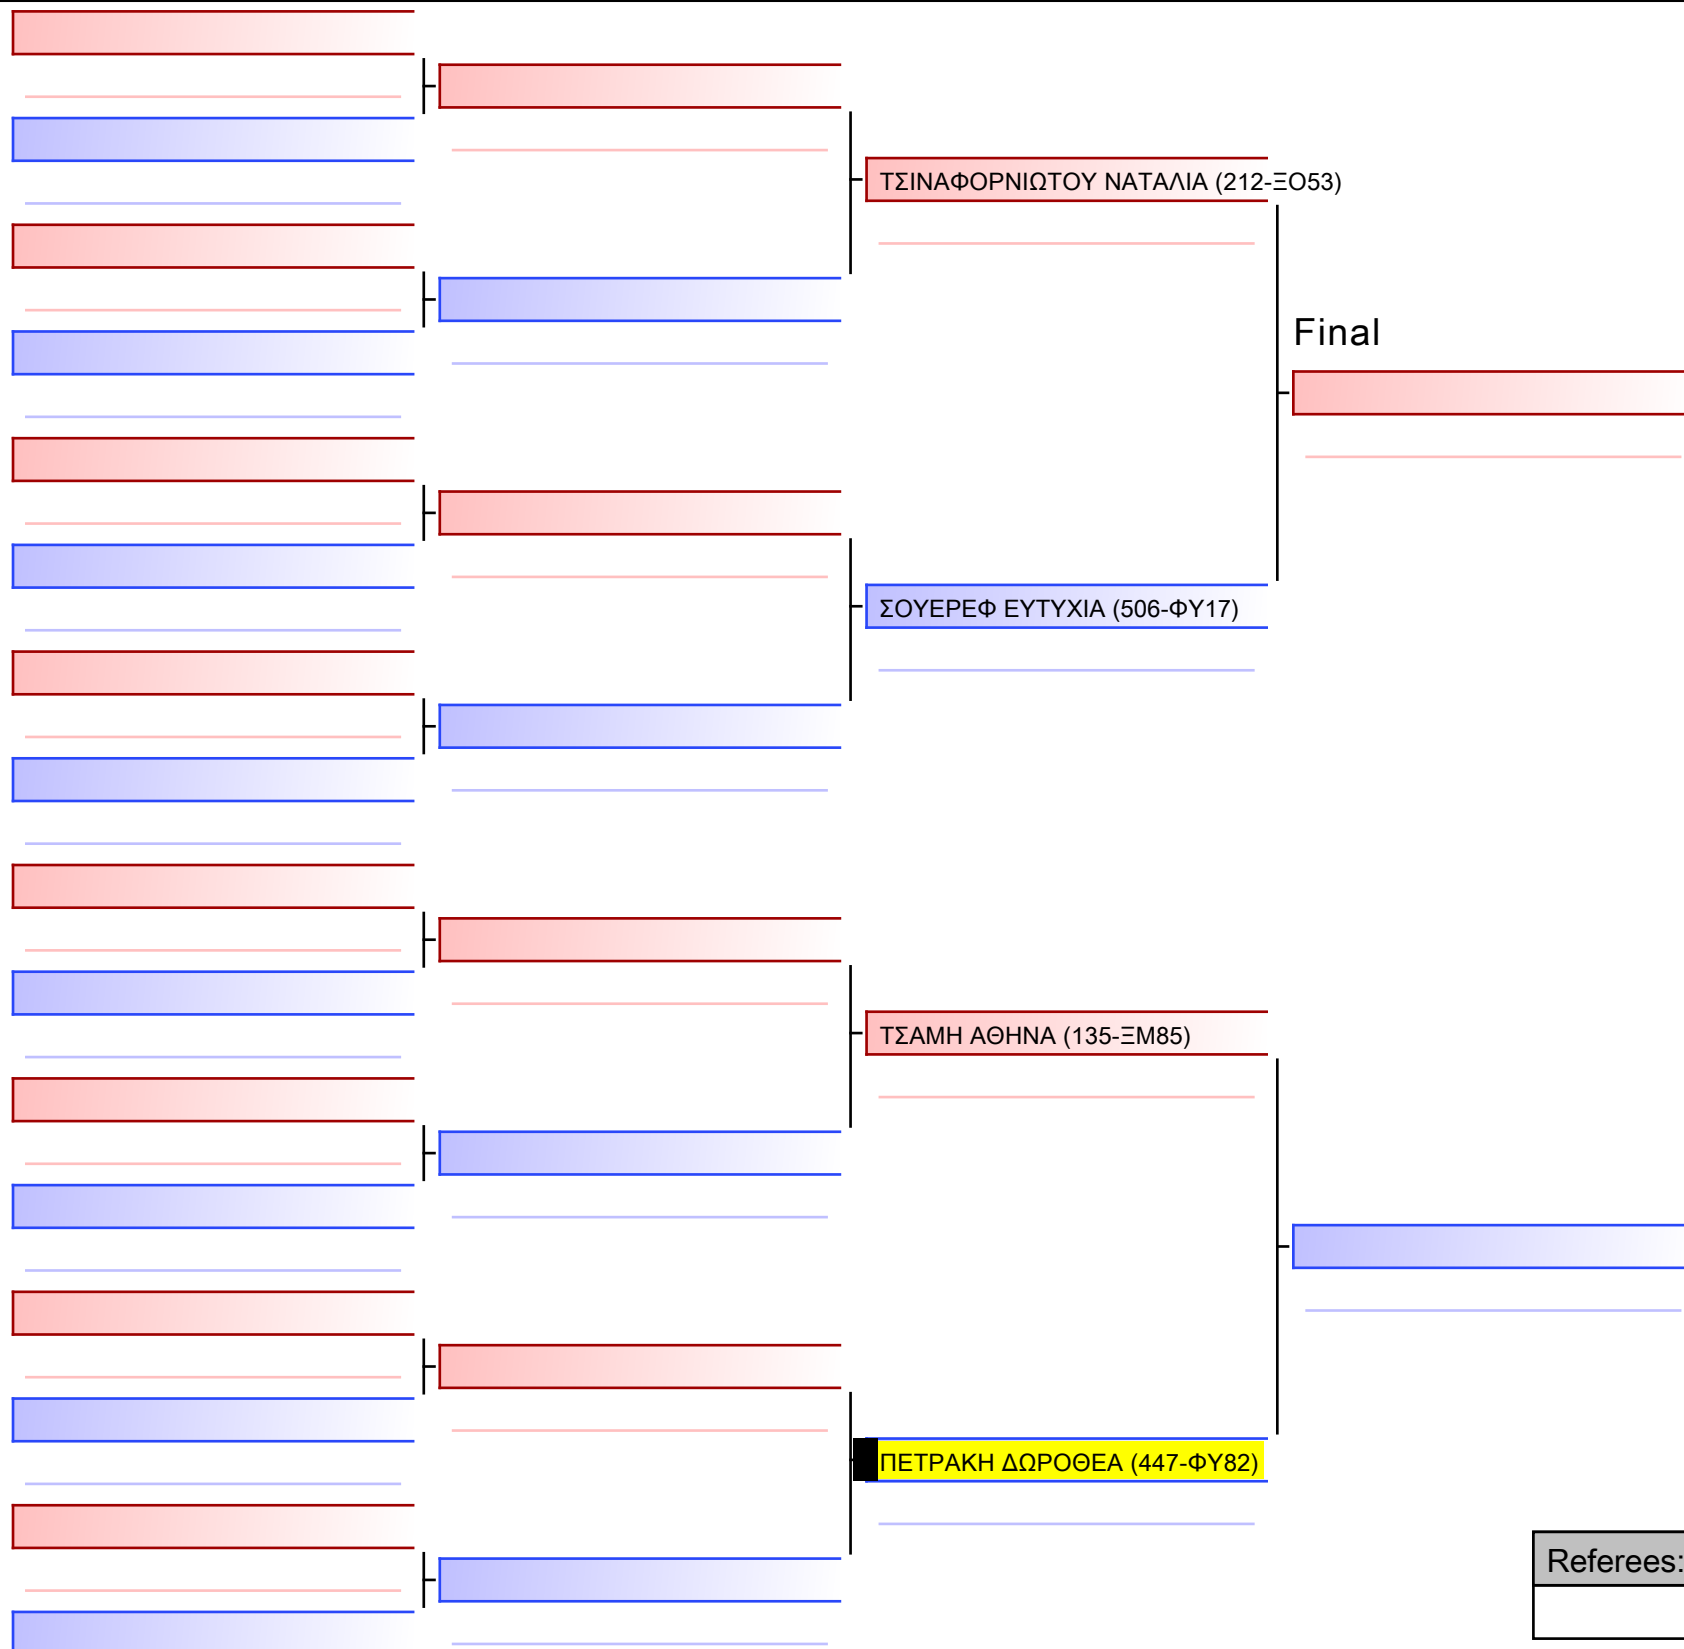 ΤΣΙΝΑΦΟΡΝΙΩΤΟΥ ΝΑΤΑΛΙΑ (212-ΞΟ53)
Final
ΣΟΥΕΡΕΦ ΕΥΤΥΧΙΑ (506-ΦΥ17)
ΤΣΑΜΗ ΑΘΗΝΑ (135-ΞΜ85)
ΠΕΤΡΑΚΗ ΔΩΡΟΘΕΑ (447-ΦΥ82)
Referees: